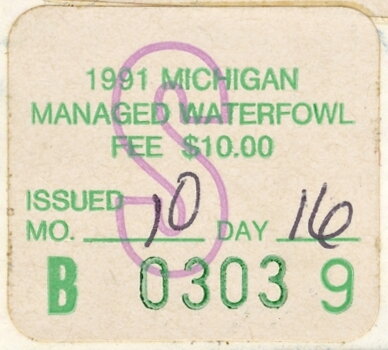 S
1991 MICHIGAN
MANAGED WATERFOWL
FEE $10.00
ISSUED
MO. 10 DAY 16
B 0303 9